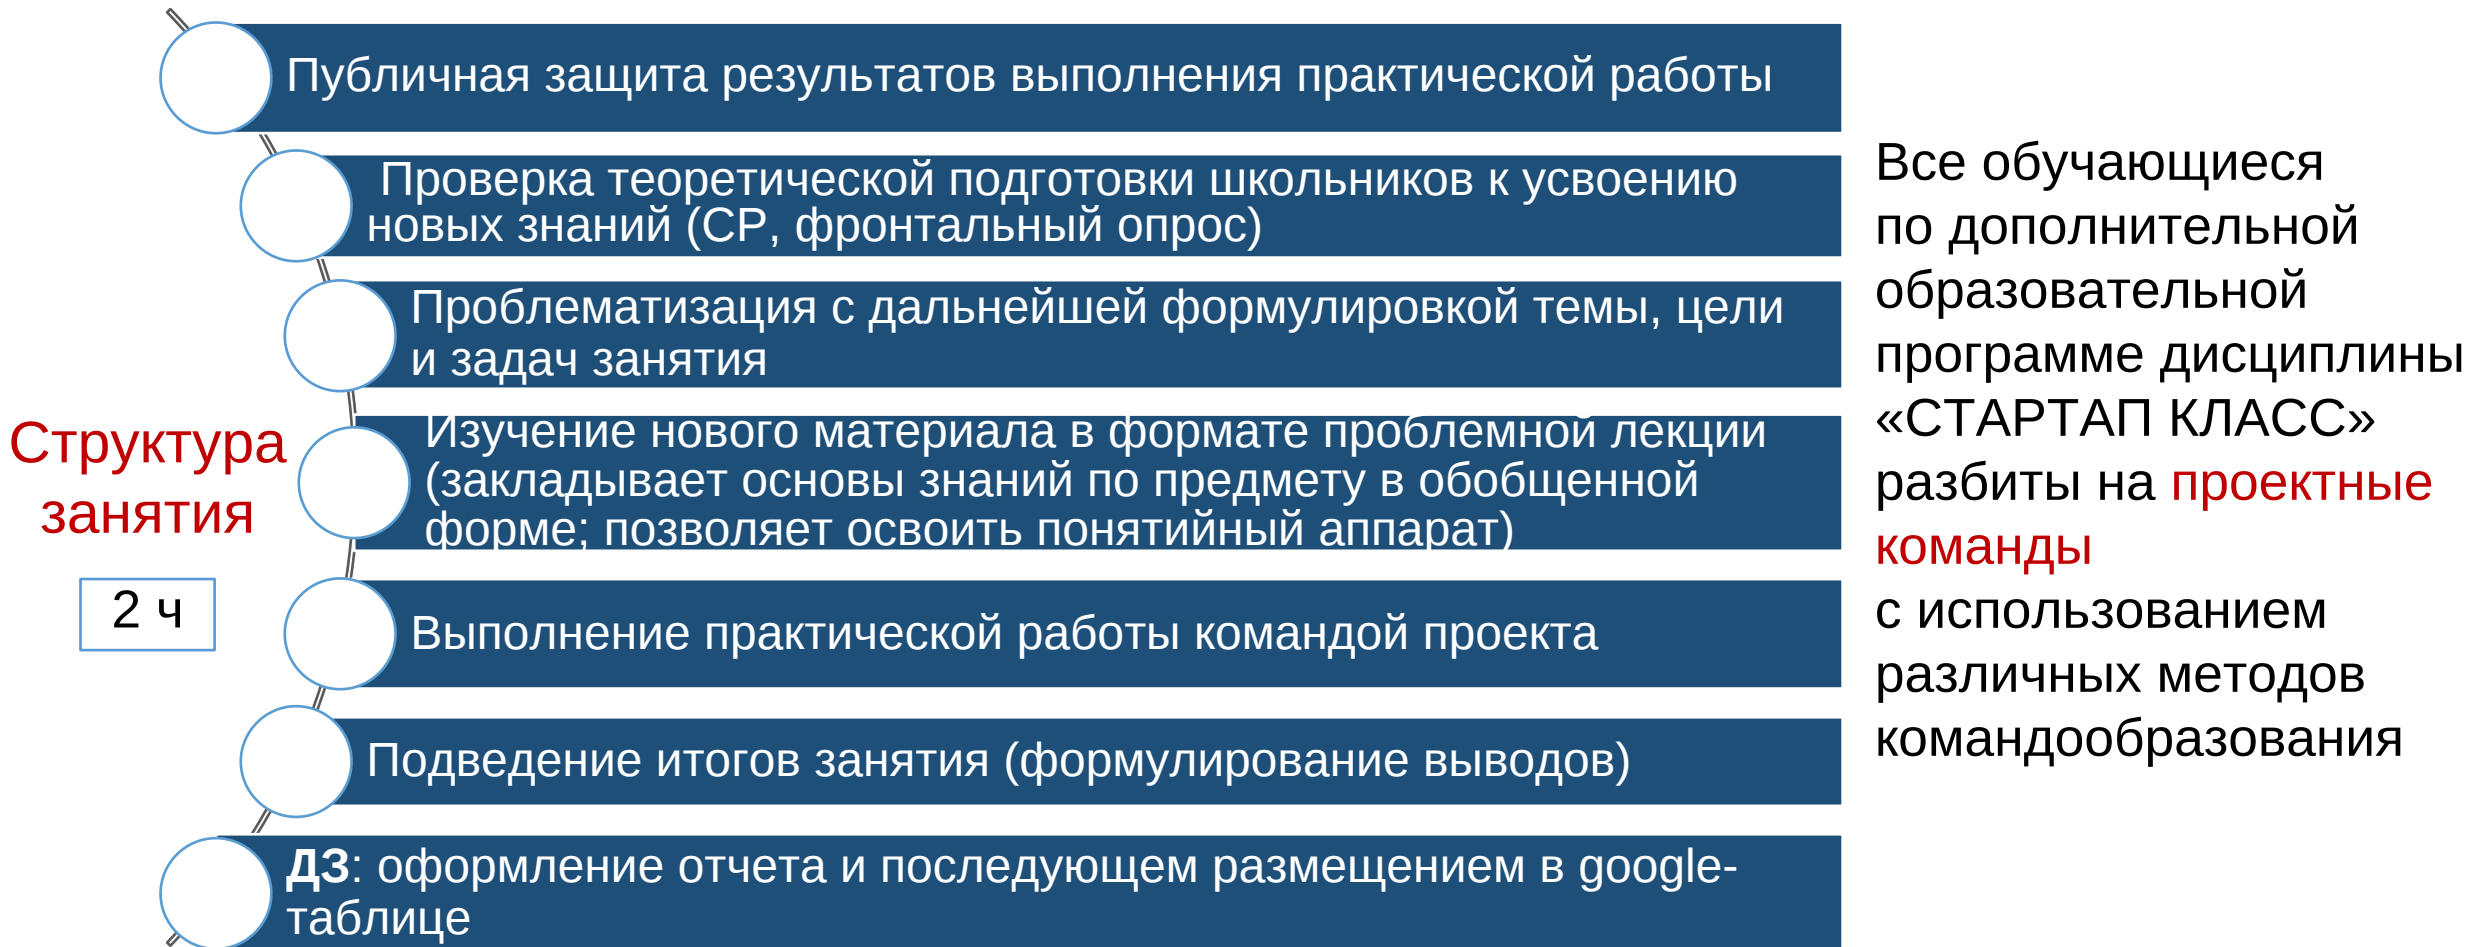 Структура
занятия
2 ч
Публичная защита результатов выполнения практической работы
Проверка теоретической подготовки школьников к усвоению
новых знаний (СР, фронтальный опрос)
Проблематизация с дальнейшей формулировкой темы, цели
и задач занятия
Изучение нового материала в формате проблемной лекции
(закладывает основы знаний по предмету в обобщенной
форме; позволяет освоить понятийный аппарат)
Выполнение практической работы командой проекта
Подведение итогов занятия (формулирование выводов)
ДЗ: оформление отчета и последующем размещением в google-
таблице
Все обучающиеся
по дополнительной
образовательной
программе дисциплины
«СТАРТАП КЛАСС»
разбиты на проектные
команды
с использованием
различных методов
командообразования